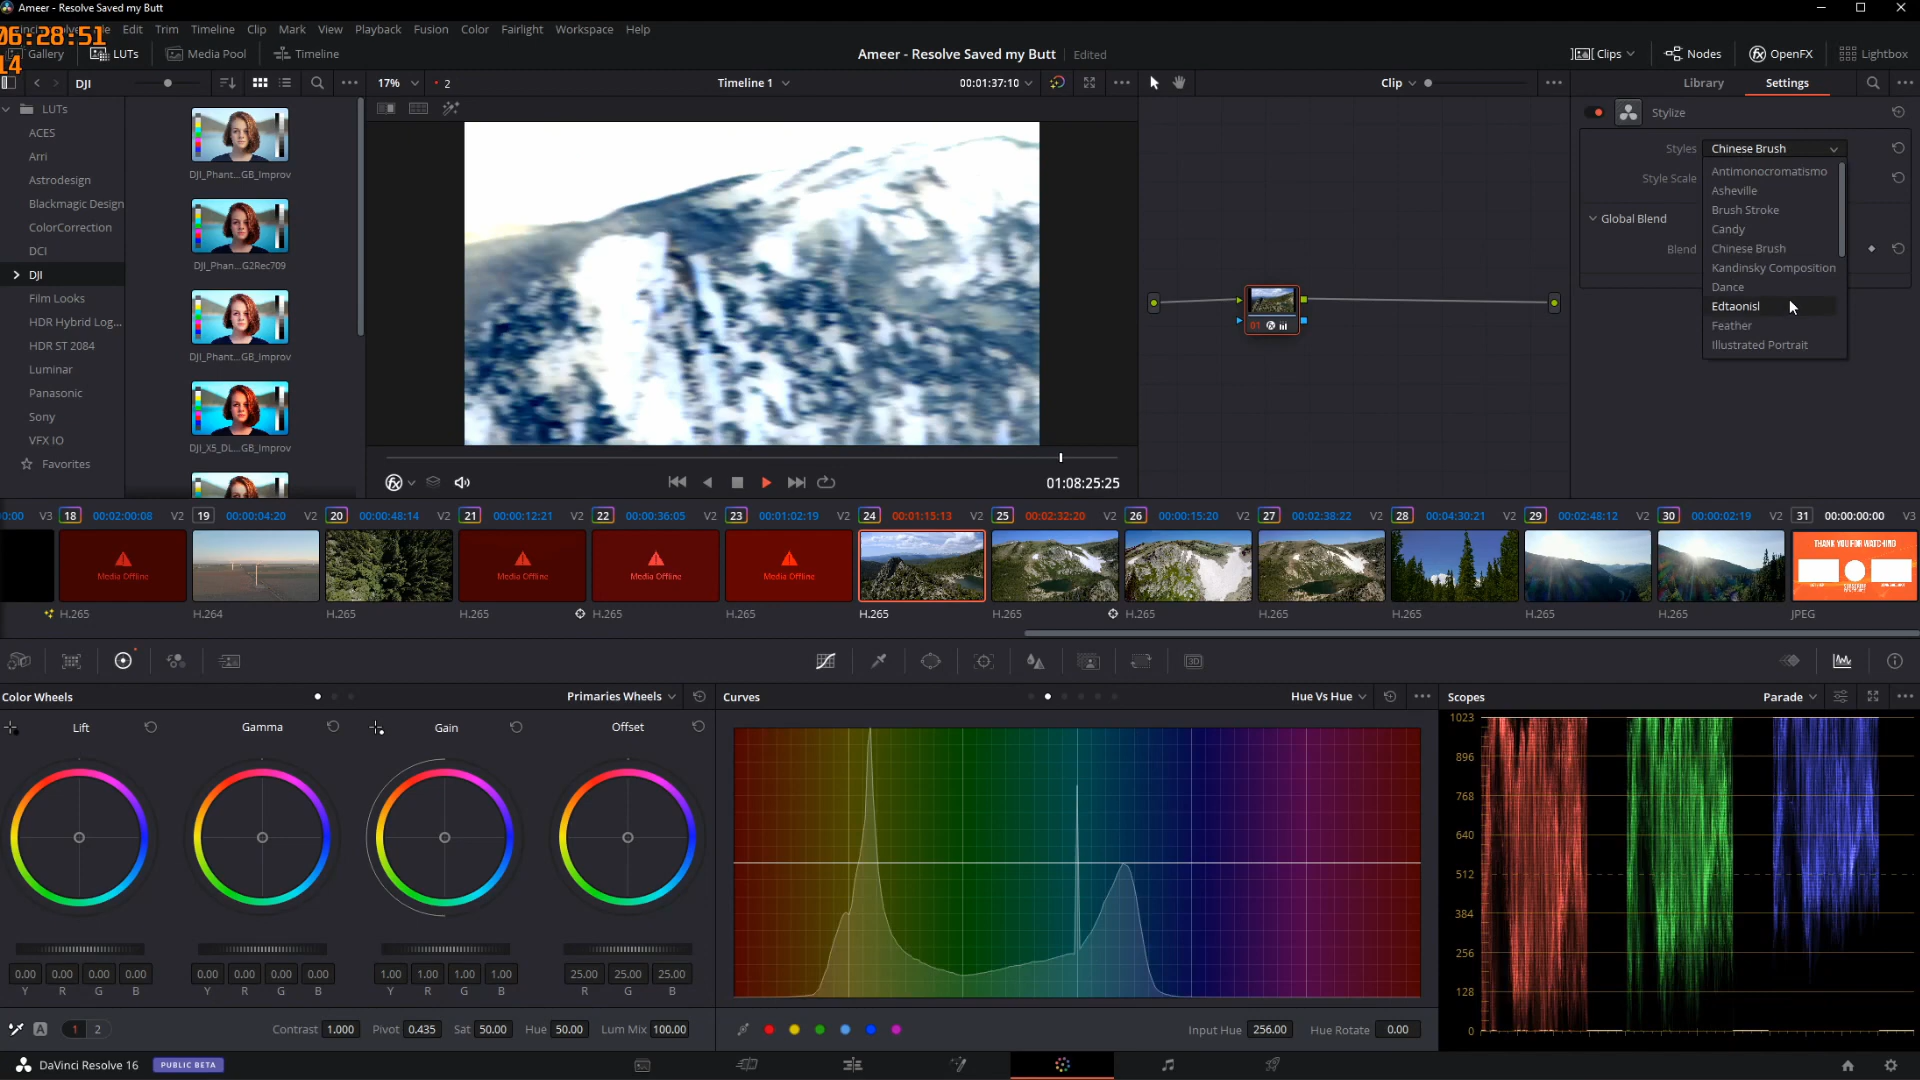 Ameer - Resolve Saved my Butt
Edit Trim Timeline Clip Mark View Playback Fusion Color Fairlight Workspace Help
06:28:51
14
Gallery LUTs Media Pool Timeline
Ameer - Resolve Saved my Butt Edited
Clips Nodes OpenFX Lightbox
DJI
17% 2 Timeline 1 00:01:37:10
Clip
Library Settings
LUTs
ACES
Arri
Astrodesign
Blackmagic Design
ColorCorrection
DCI
DJI
Film Looks
HDR Hybrid Log...
HDR ST 2084
Luminar
Panasonic
Sony
VFX IO
Favorites
DJI_Phant...GB_Improv
DJI_Phan...G2Rec709
DJI_Phant...GB_Improv
DJI_X5_DL...GB_Improv
Stylize
Styles Chinese Brush
Style Scale
Global Blend
Blend
Antimonocromatismo
Asheville
Brush Stroke
Candy
Chinese Brush
Kandinsky Composition
Dance
Edtaonisl
Feather
Illustrated Portrait
01
01:08:25:25
0:00 V3 18 00:02:00:08 V2 19 00:00:04:20 V2 20 00:00:48:14 V2 21 00:00:12:21 V2 22 00:00:36:05 V2 23 00:01:02:19 V2 24 00:01:15:13 V2 25 00:02:32:20 V2 26 00:00:15:20 V2 27 00:02:38:22 V2 28 00:04:30:21 V2 29 00:02:48:12 V2 30 00:00:02:19 V2 31 00:00:00:00 V3
Media Offline Media Offline Media Offline Media Offline
THANK YOU FOR WATCHING
H.265 H.264 H.265 H.265 H.265 H.265 H.265 H.265 H.265 H.265 H.265 H.265 H.265 JPEG
3D
Color Wheels Primaries Wheels
Lift Gamma Gain Offset
0.00 0.00 0.00 0.00 0.00 0.00 0.00 0.00 1.00 1.00 1.00 1.00 25.00 25.00 25.00
Y R G B Y R G B Y R G B R G B
A 1 2 Contrast 1.000 Pivot 0.435 Sat 50.00 Hue 50.00 Lum Mix 100.00
Curves Hue Vs Hue
Input Hue 256.00 Hue Rotate 0.00
Scopes Parade
1023
896
768
640
512
384
256
128
0
DaVinci Resolve 16 PUBLIC BETA